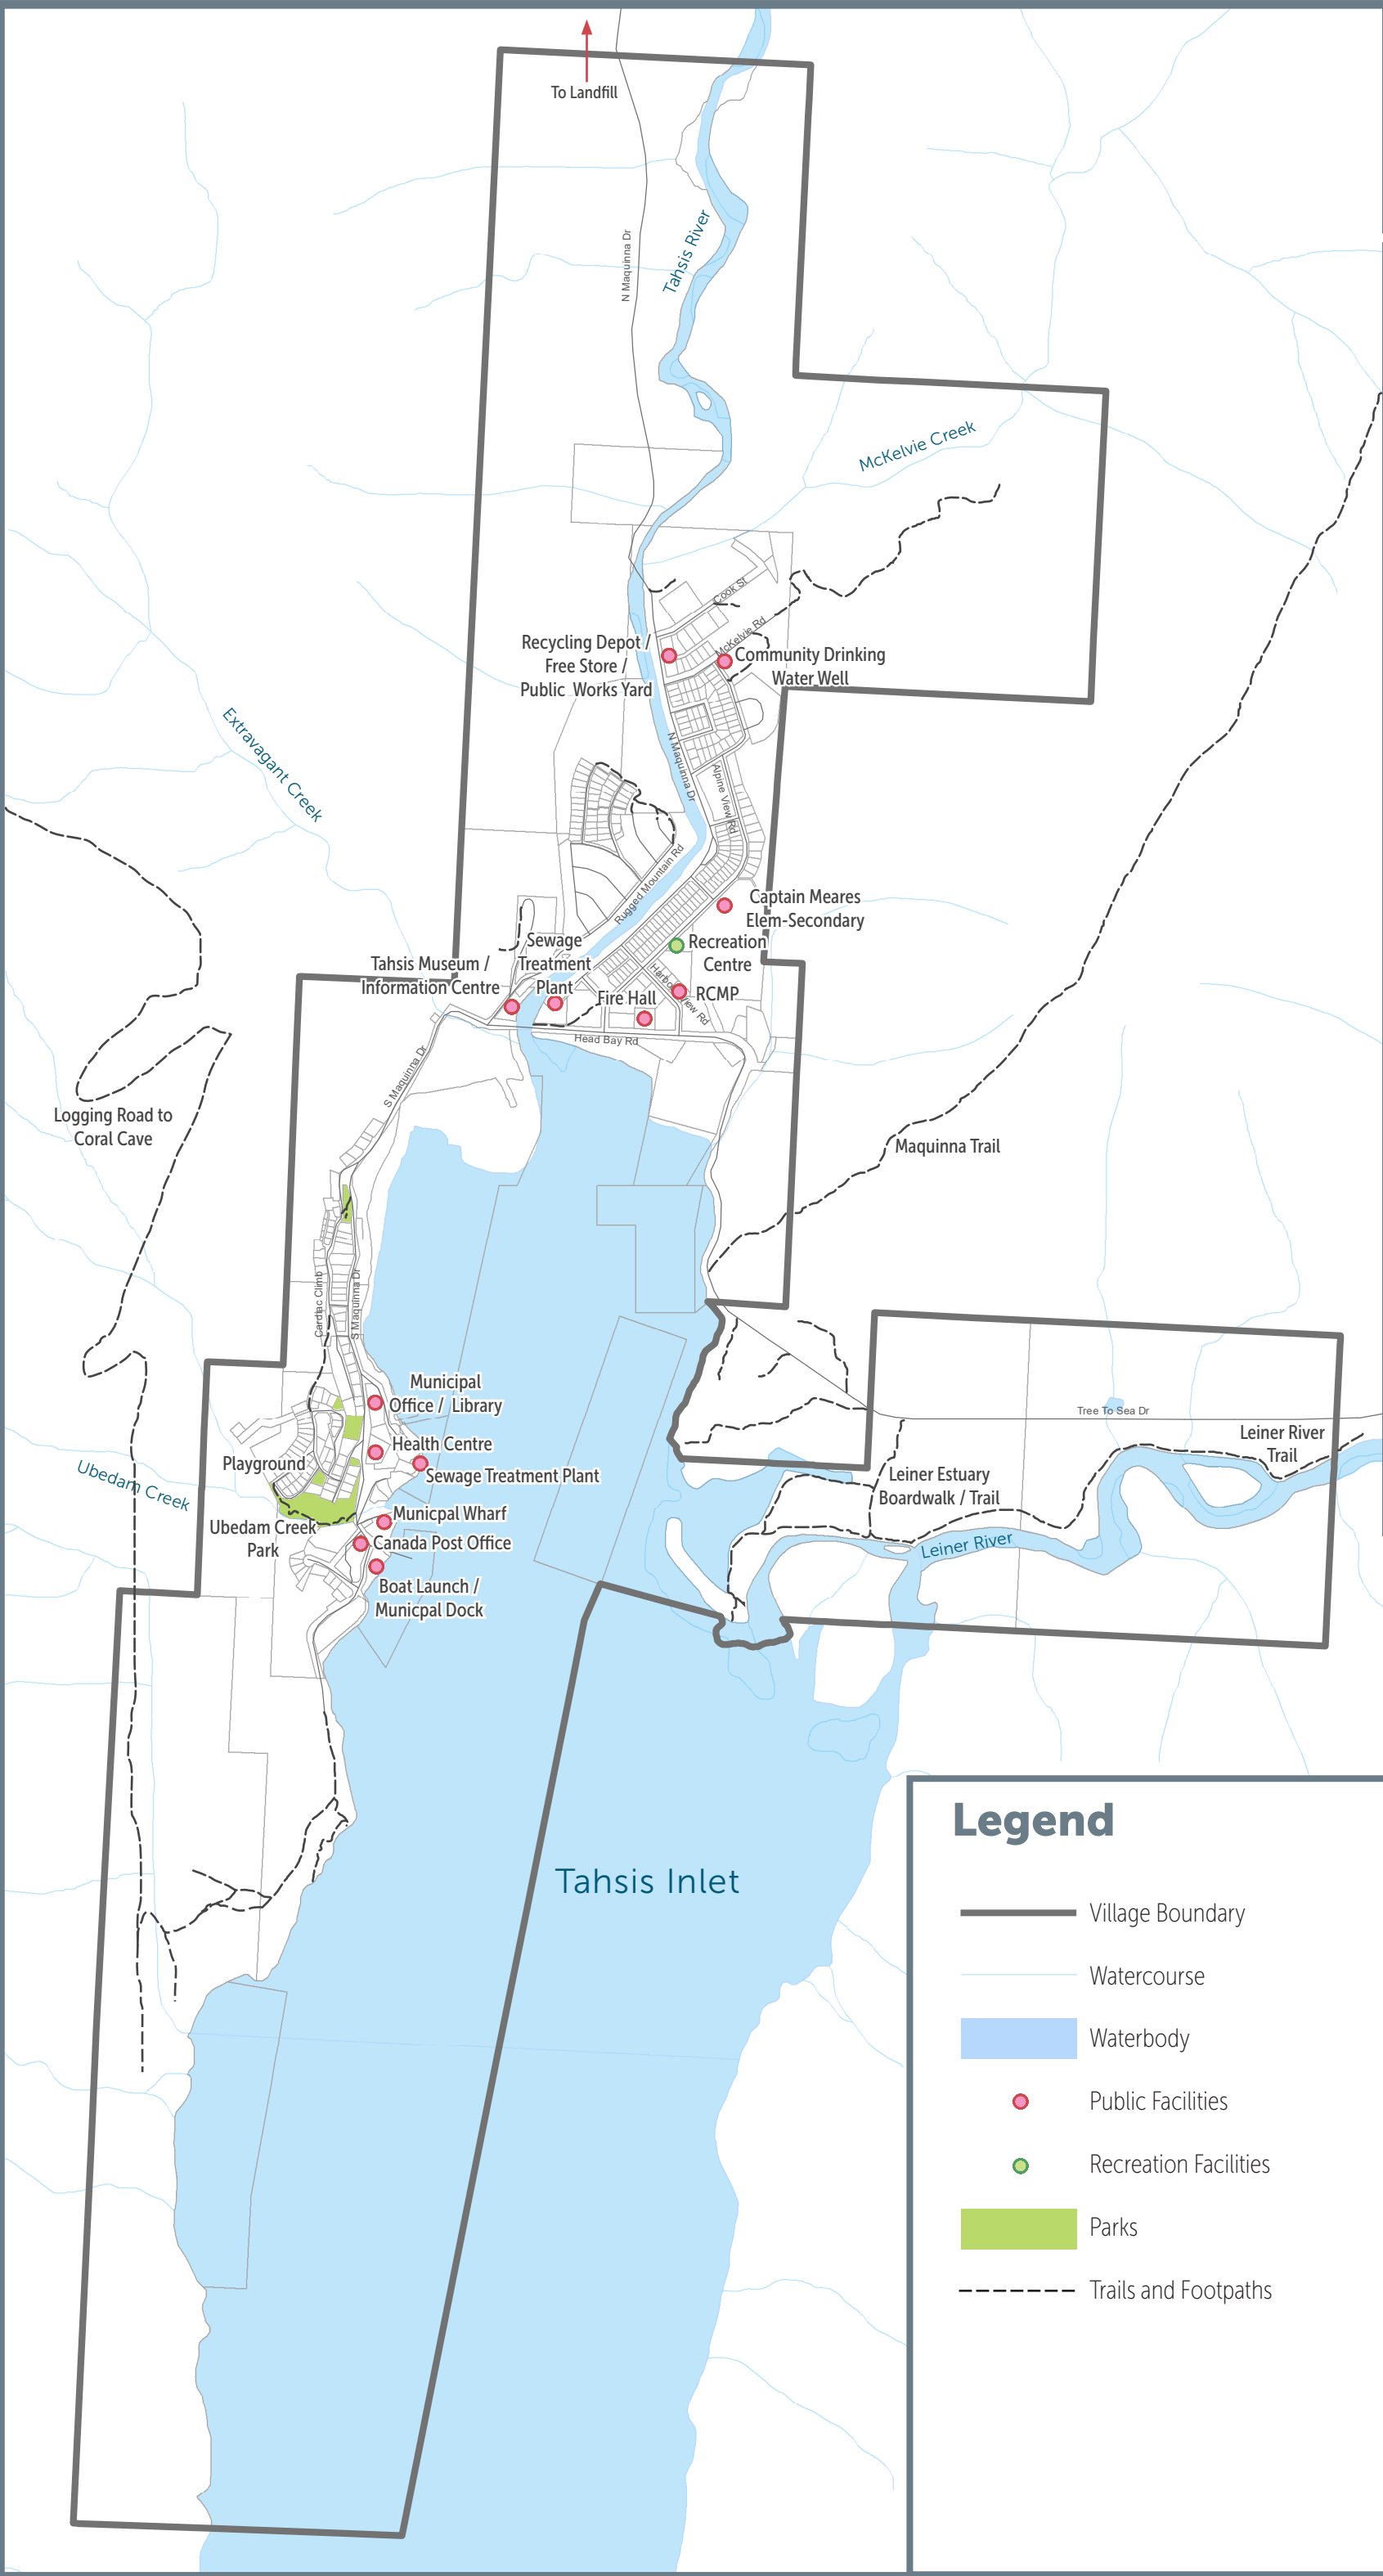 To Landfill
N Maquinna Dr
Tahsis River
McKelvie Creek
Cook St
McKelvie Rd
Recycling Depot /
Free Store /
Public Works Yard
Community Drinking
Water Well
Extravagant Creek
N Maquinna Dr
Alpine View Rd
Rugged Mountain Rd
Captain Meares
Elem-Secondary
Sewage
Treatment
Plant
Recreation
Centre
Tahsis Museum /
Information Centre
Fire Hall
Harbour View Rd
RCMP
Head Bay Rd
S Maquinna Dr
Logging Road to
Coral Cave
Maquinna Trail
Cardiac Climb
S Maquinna Dr
Municipal
Office / Library
Tree To Sea Dr
Leiner River
Trail
Health Centre
Playground
Sewage Treatment Plant
Leiner Estuary
Boardwalk / Trail
Ubedam Creek
Municpal Wharf
Ubedam Creek
Park
Canada Post Office
Leiner River
Boat Launch /
Municpal Dock
Tahsis Inlet
Legend
Village Boundary
Watercourse
Waterbody
Public Facilities
Recreation Facilities
Parks
Trails and Footpaths